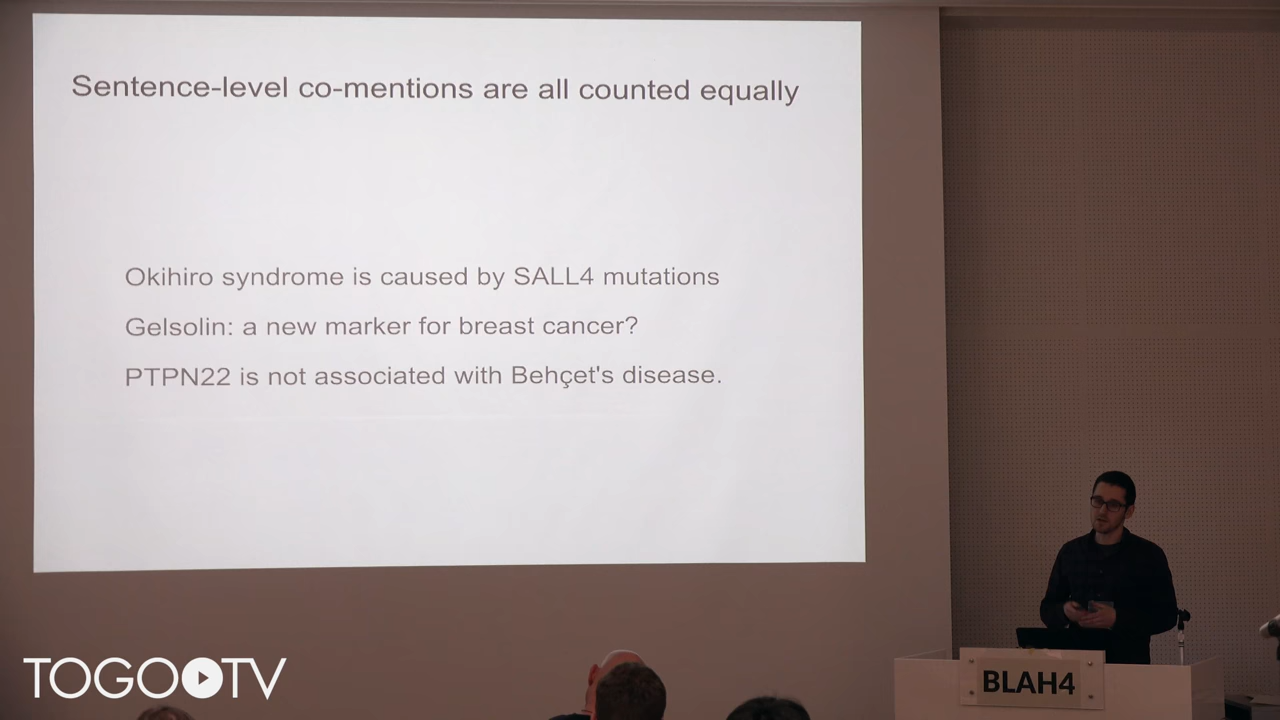 Sentence-level co-mentions are all counted equally
Okihiro syndrome is caused by SALL4 mutations
Gelsolin: a new marker for breast cancer?
PTPN22 is not associated with Behçet's disease.
BLAH4
TOGOTV